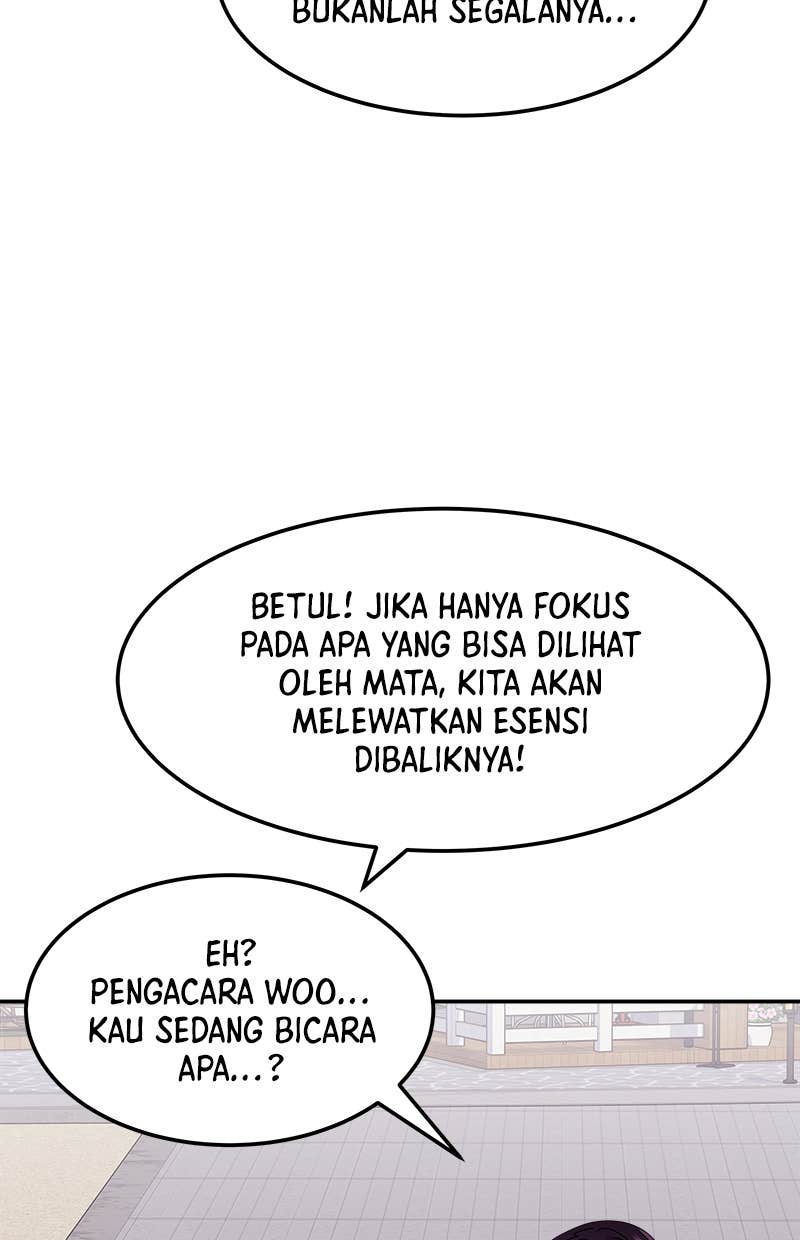 BUKANLAH SEGALANYA...
BETUL! JIKA HANYA FOKUS
PADA APA YANG BISA DILIHAT
OLEH MATA, KITA AKAN
MELEWATKAN ESENSI
DIBALIKNYA!
EH?
PENGACARA WOO...
KAU SEDANG BICARA
APA...?